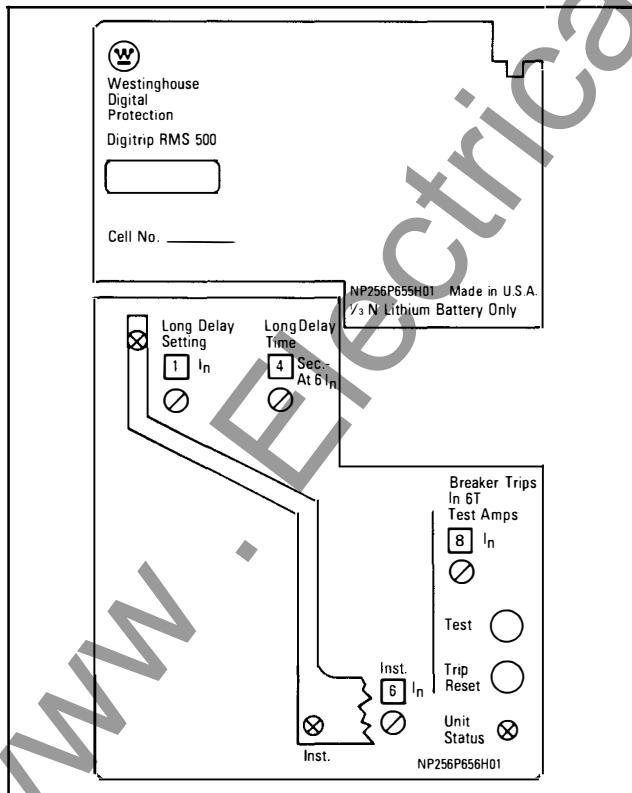 W
Westinghouse
Digital
Protection
Digitrip RMS 500
Cell No.
NP256P655H01 Made in U.S.A.
1/3 N Lithium Battery Only
Long Delay
Setting
1 In
Long Delay
Time
4 Sec.-
At 6 In
Breaker Trips
In 6T
Test Amps
8 In
Test
Trip
Reset
Unit
Status
Inst.
6 In
Inst.
NP256P656H01
www . Electrica